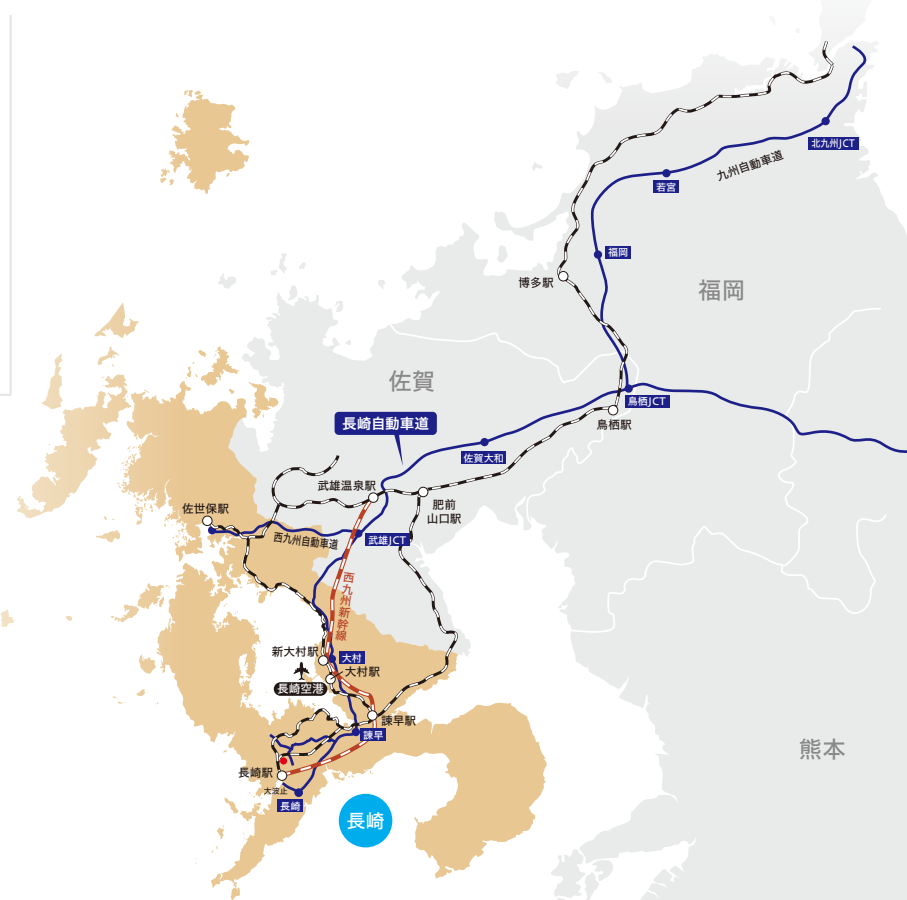 北九州JCT
九州自動車道
若宮
福岡
博多駅
福岡
佐賀
鳥栖JCT
長崎自動車道
鳥栖駅
佐賀大和
武雄温泉駅
肥前
山口駅
佐世保駅
西九州自動車道
武雄JCT
西九州新幹線
新大村駅
大村
大村駅
長崎空港
諫早駅
諫早
熊本
長崎駅
大波止
長崎
長崎